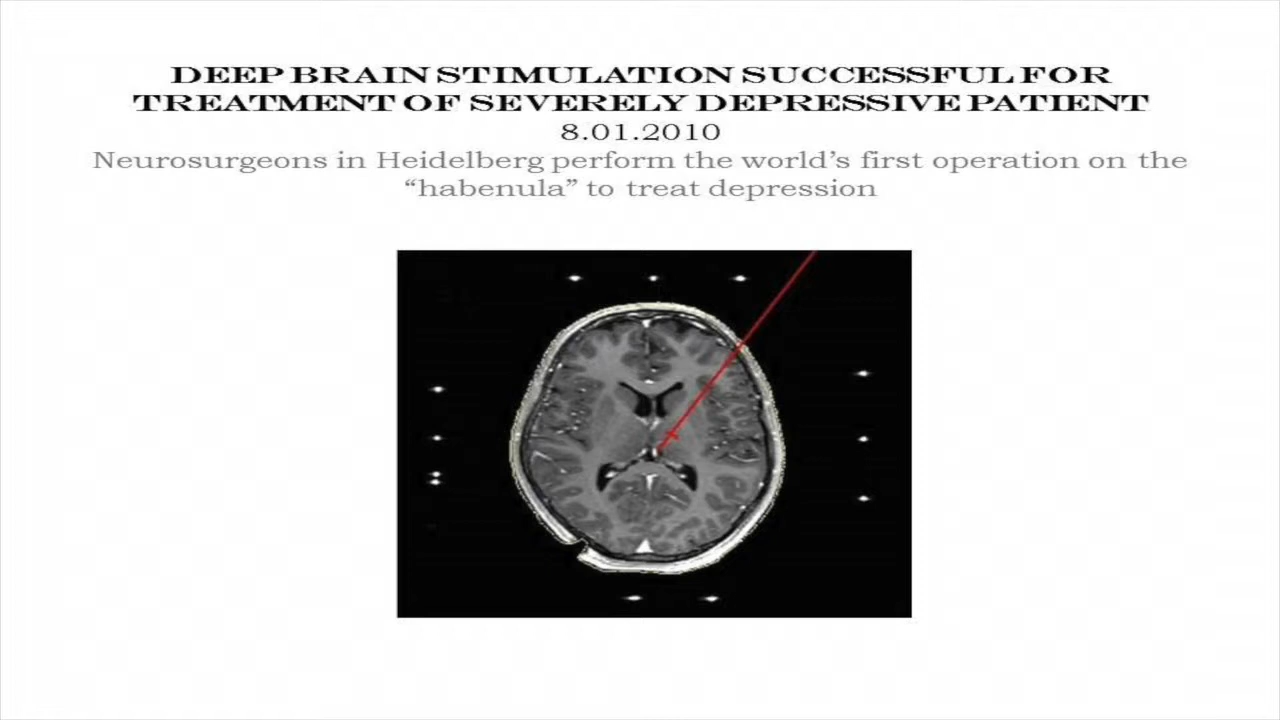 DEEP BRAIN STIMULATION SUCCESSFUL FOR
TREATMENT OF SEVERELY DEPRESSIVE PATIENT
8.01.2010
Neurosurgeons in Heidelberg perform the world’s first operation on the
“habenula” to treat depression